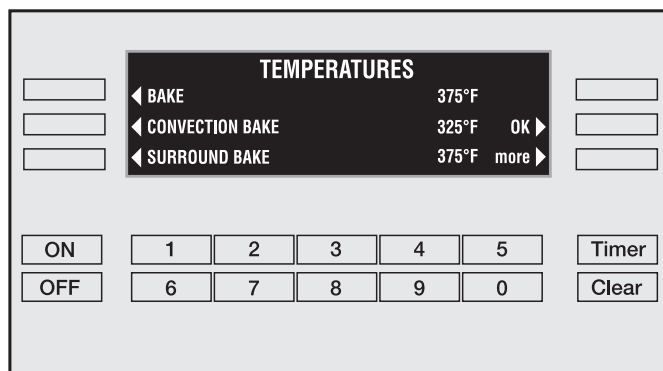 TEMPERATURES
BAKE 375°F
CONVECTION BAKE 325°F OK
SURROUND BAKE 375°F more
ON 1 2 3 4 5 Timer
OFF 6 7 8 9 0 Clear